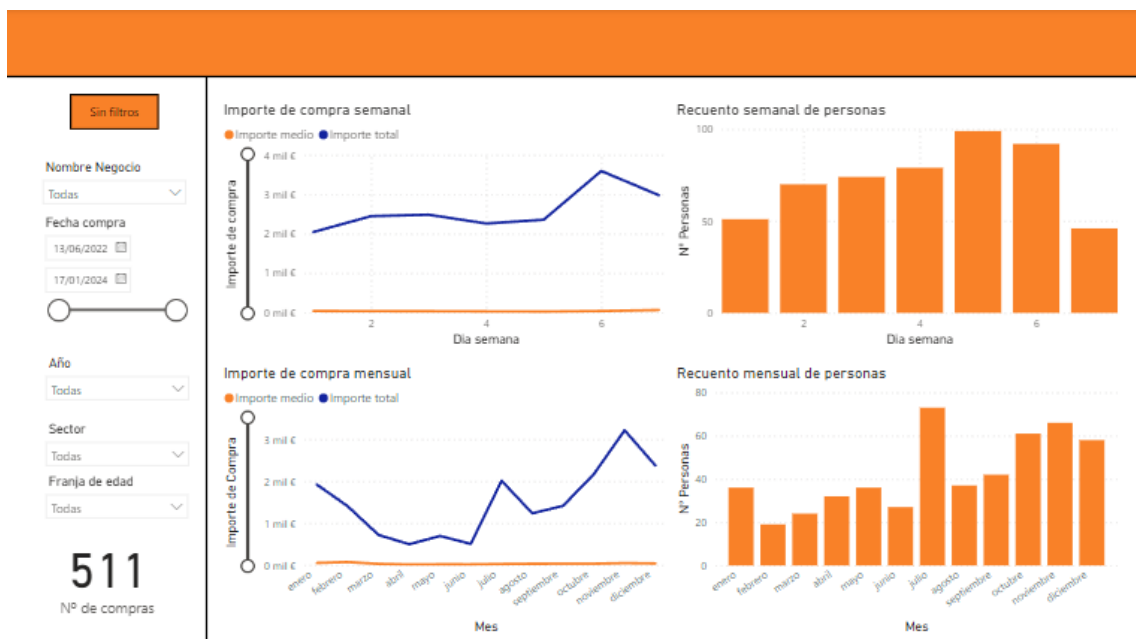 Sin filtros
Nombre Negocio
Todas
Fecha compra
13/06/2022
17/01/2024
Año
Todas
Sector
Todas
Franja de edad
Todas
511
Nº de compras
Importe de compra semanal
Importe medio Importe total
Importe de compra
4 mil €
3 mil €
2 mil €
1 mil €
0 mil €
2 4 6
Dia semana
Recuento semanal de personas
Nº Personas
100
50
0
2 4 6
Dia semana
Importe de compra mensual
Importe medio Importe total
Importe de Compra
3 mil €
2 mil €
1 mil €
0 mil €
enero febrero marzo abril mayo junio julio agosto septiembre octubre noviembre diciembre
Mes
Recuento mensual de personas
Nº Personas
80
60
40
20
0
enero febrero marzo abril mayo junio julio agosto septiembre octubre noviembre diciembre
Mes